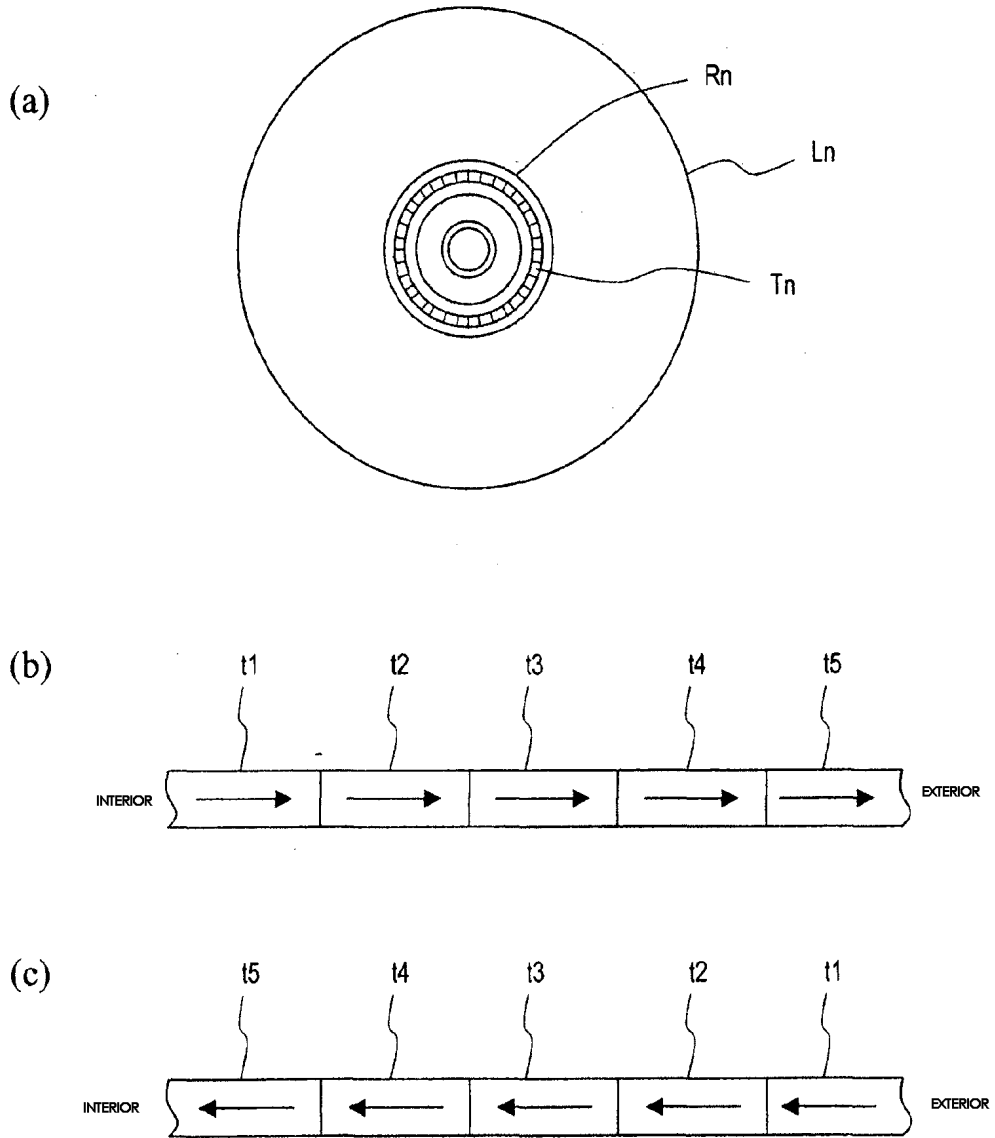 (a)
Rn
Ln
Tn
(b)
t1 t2 t3 t4 t5
INTERIOR EXTERIOR
(c)
t5 t4 t3 t2 t1
INTERIOR EXTERIOR